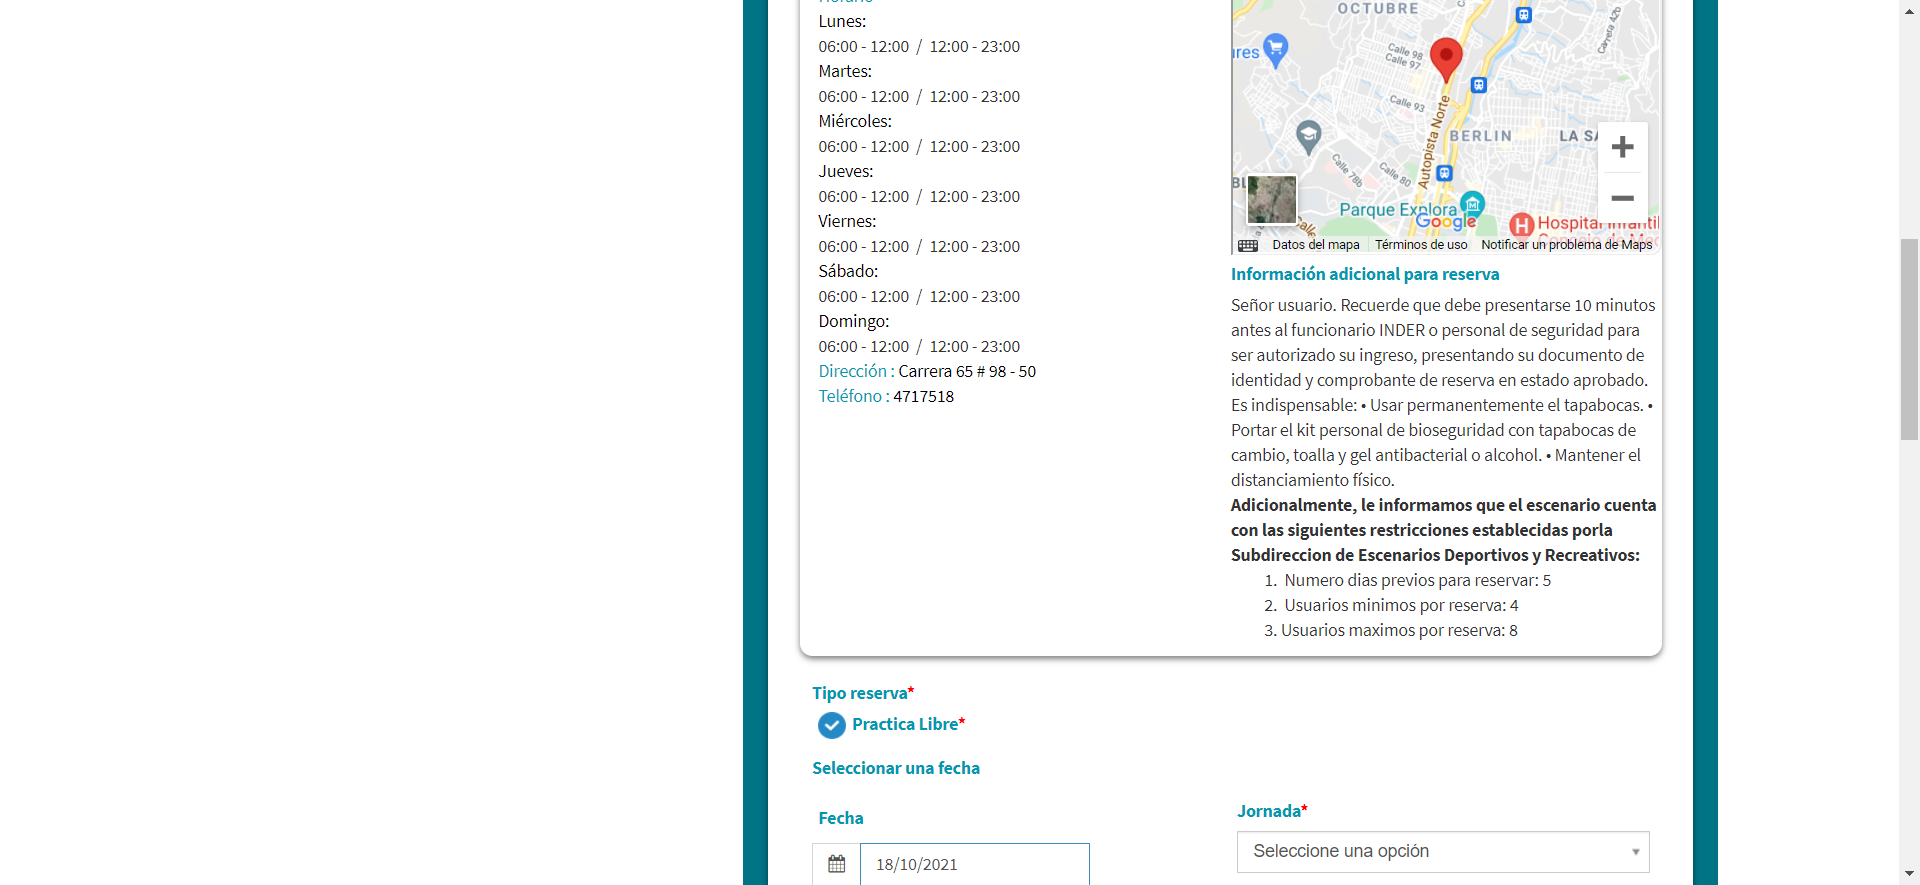 Horario
Lunes:
06:00 - 12:00 / 12:00 - 23:00
Martes:
06:00 - 12:00 / 12:00 - 23:00
Miércoles:
06:00 - 12:00 / 12:00 - 23:00
Jueves:
06:00 - 12:00 / 12:00 - 23:00
Viernes:
06:00 - 12:00 / 12:00 - 23:00
Sábado:
06:00 - 12:00 / 12:00 - 23:00
Domingo:
06:00 - 12:00 / 12:00 - 23:00
Dirección : Carrera 65 # 98 - 50
Teléfono : 4717518
OCTUBRE
Carrera 42b
ures
Calle 98
Calle 97
Calle 93
Autopista Norte
BERLIN
LA SA
Calle 78b
Calle 80
BL
Parque Explora
Google
Calle
Hospital Infantil
Datos del mapa
Términos de uso
Notificar un problema de Maps
Información adicional para reserva
Señor usuario. Recuerde que debe presentarse 10 minutos
antes al funcionario INDER o personal de seguridad para
ser autorizado su ingreso, presentando su documento de
identidad y comprobante de reserva en estado aprobado.
Es indispensable: • Usar permanentemente el tapabocas. •
Portar el kit personal de bioseguridad con tapabocas de
cambio, toalla y gel antibacterial o alcohol. • Mantener el
distanciamiento físico.
Adicionalmente, le informamos que el escenario cuenta
con las siguientes restricciones establecidas porla
Subdireccion de Escenarios Deportivos y Recreativos:
1. Numero dias previos para reservar: 5
2. Usuarios minimos por reserva: 4
3. Usuarios maximos por reserva: 8
Tipo reserva*
Practica Libre*
Seleccionar una fecha
Fecha
18/10/2021
Jornada*
Seleccione una opción